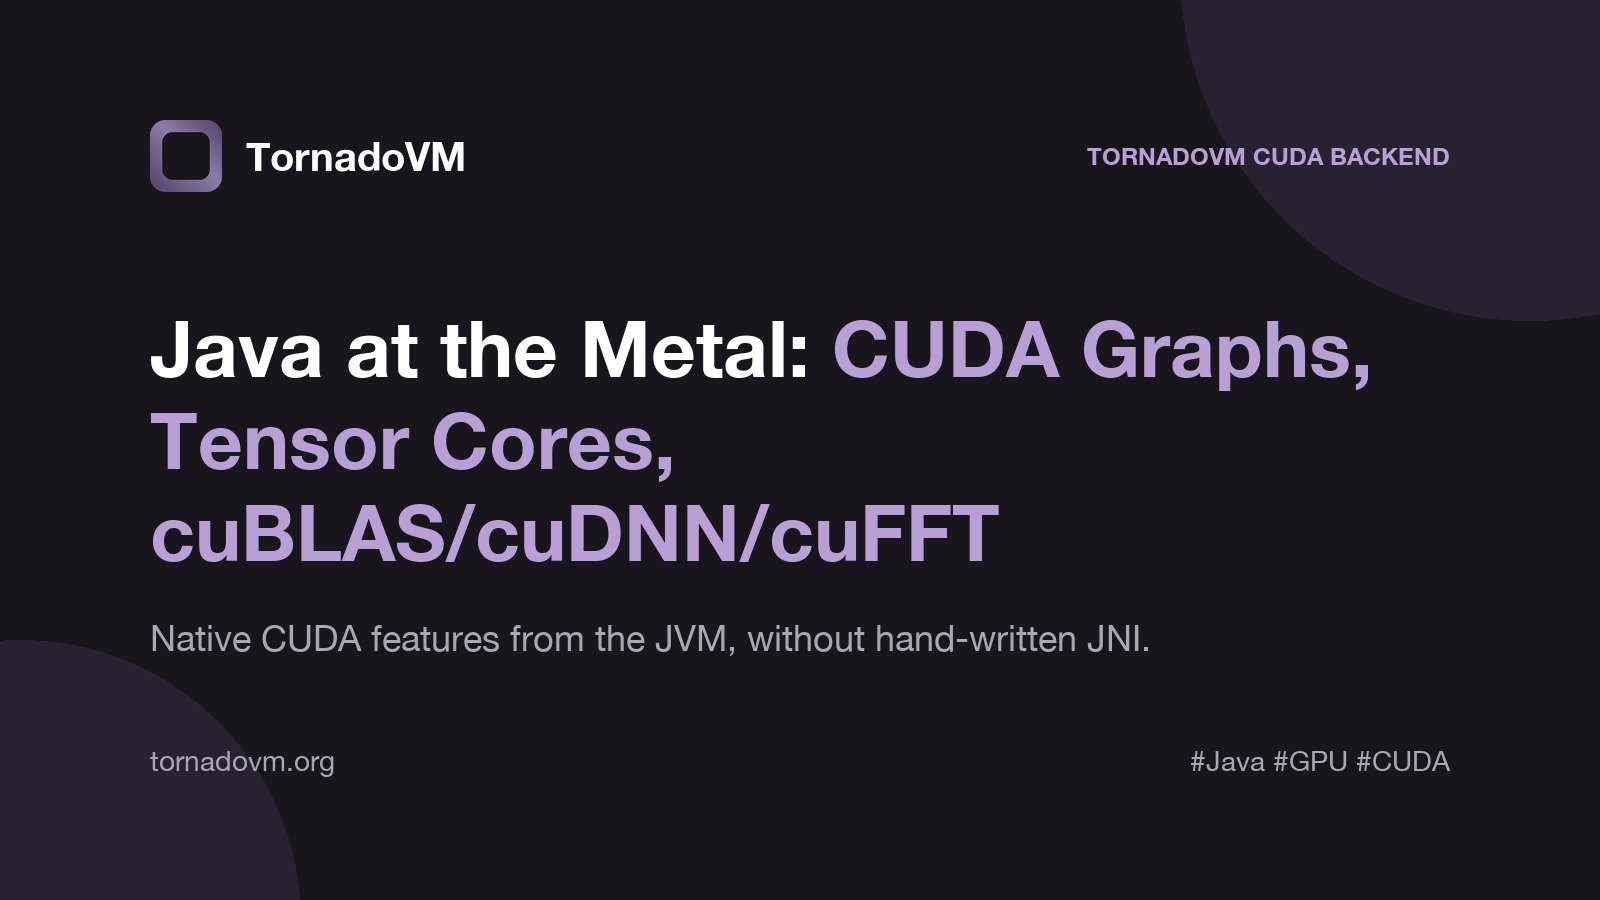 TornadoVM
TORNADOVM CUDA BACKEND
Java at the Metal: CUDA Graphs,
Tensor Cores,
cuBLAS/cuDNN/cuFFT
Native CUDA features from the JVM, without hand-written JNI.
tornadovm.org
#Java #GPU #CUDA